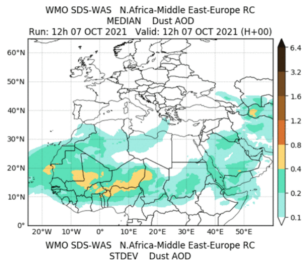 WMO SDS-WAS N.Africa-Middle East-Europe RC
MEDIAN Dust AOD
Run: 12h 07 OCT 2021 Valid: 12h 07 OCT 2021 (H+00)
60°N
50°N
40°N
30°N
20°N
10°N
0°
20°W 10°W 0° 10°E 20°E 30°E 40°E 50°E
6.4
3.2
1.6
1.2
0.8
0.4
0.2
0.1
WMO SDS-WAS N.Africa-Middle East-Europe RC
STDEV Dust AOD